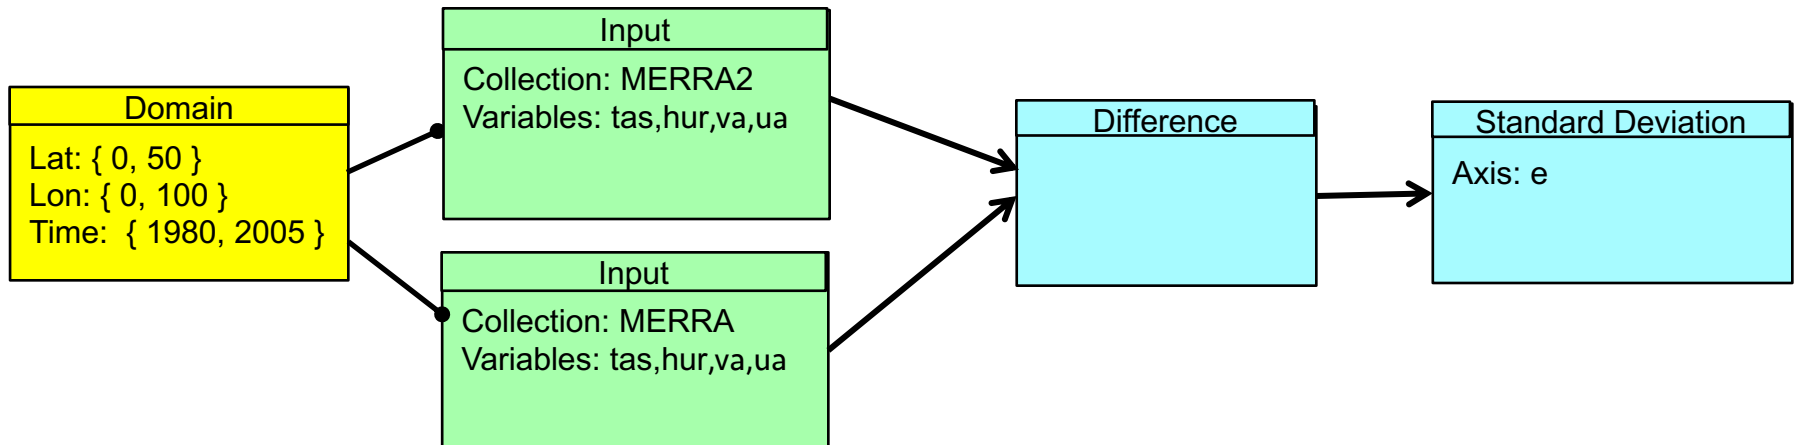 Domain
Lat: { 0, 50 }
Lon: { 0, 100 }
Time:  { 1980, 2005 }
Input
Collection: MERRA2
Variables: tas,hur,va,ua
Input
Collection: MERRA
Variables: tas,hur,va,ua
Difference
Standard Deviation
Axis: e